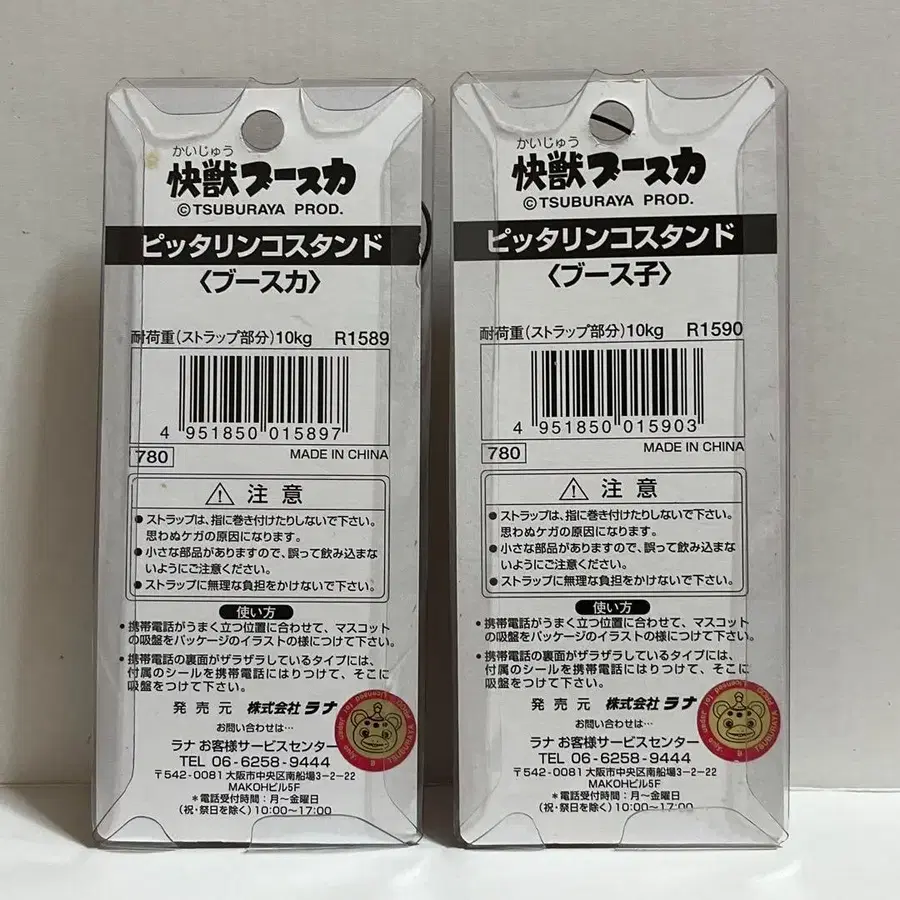 かいじゅう
快獣ブースカ
©TSUBURAYA PROD.
ピッタリンコスタンド
〈ブースカ〉
耐荷重(ストラップ部分)10kg R1589
4 951850 015897
780 MADE IN CHINA
⚠ 注意
●ストラップは、指に巻き付けたりしないで下さい。
思わぬケガの原因になります。
●小さな部品がありますので、誤って飲み込まな
いようにご注意ください。
●ストラップに無理な負担をかけないで下さい。
使い方
•携帯電話がうまく立つ位置に合わせて、マスコット
の吸盤をパッケージのイラストの様につけて下さい。
•携帯電話の裏面がザラザラしているタイプには、
付属のシールを携帯電話にはりつけて、そこに
吸盤をつけて下さい。
発売元 株式会社ラナ
お問い合わせは…
ラナ お客様サービスセンター
TEL 06-6258-9444
〒542-0081 大阪市中央区南船場3-2-22
MAKOHビル5F
*電話受付時間:月〜金曜日
(祝・祭日を除く)10:00〜17:00
TSUBURAYA PROD Licensed for
かいじゅう
快獣ブースカ
©TSUBURAYA PROD.
ピッタリンコスタンド
〈ブース子〉
耐荷重(ストラップ部分)10kg R1590
4 951850 015903
780 MADE IN CHINA
⚠ 注意
●ストラップは、指に巻き付けたりしないで下さい。
思わぬケガの原因になります。
●小さな部品がありますので、誤って飲み込まな
いようにご注意ください。
●ストラップに無理な負担をかけないで下さい。
使い方
•携帯電話がうまく立つ位置に合わせて、マスコット
の吸盤をパッケージのイラストの様につけて下さい。
•携帯電話の裏面がザラザラしているタイプには、
付属のシールを携帯電話にはりつけて、そこに
吸盤をつけて下さい。
発売元 株式会社ラナ
お問い合わせは…
ラナ お客様サービスセンター
TEL 06-6258-9444
〒542-0081 大阪市中央区南船場3-2-22
MAKOHビル5F
*電話受付時間:月〜金曜日
(祝・祭日を除く)10:00〜17:00
TSUBURAYA PROD Licensed for